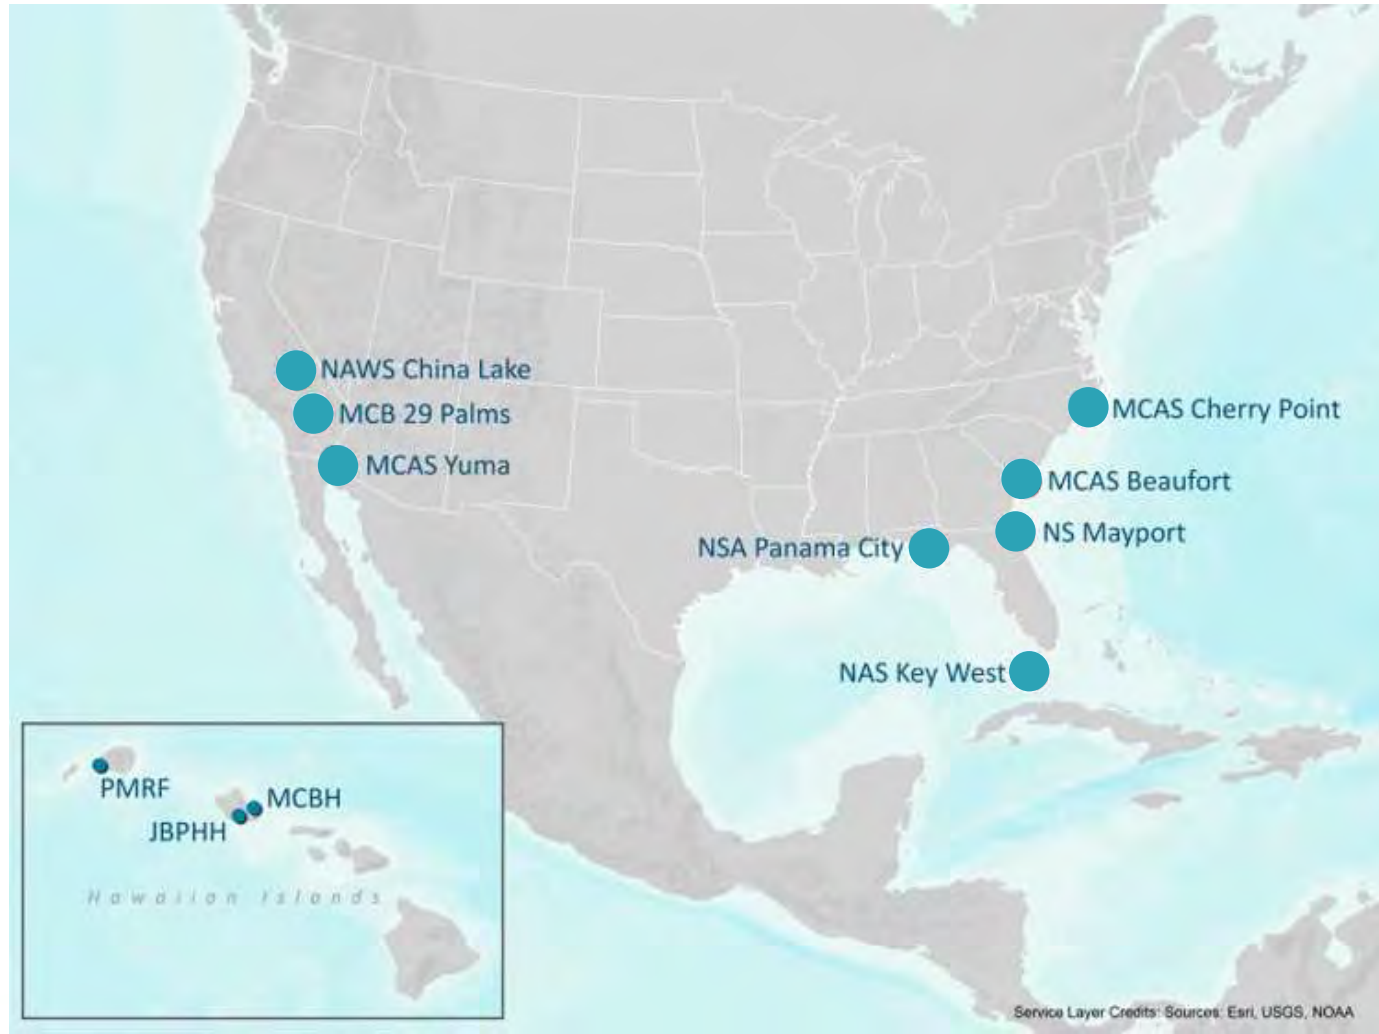 NAWS China Lake
MCB 29 Palms
MCAS Cherry Point
MCAS Yuma
MCAS Beaufort
NS Mayport
NSA Panama City
NAS Key West
PMRF
MCBH
JBPHH
Hawaiian Islands
Service Layer Credits: Sources: Esri, USGS, NOAA